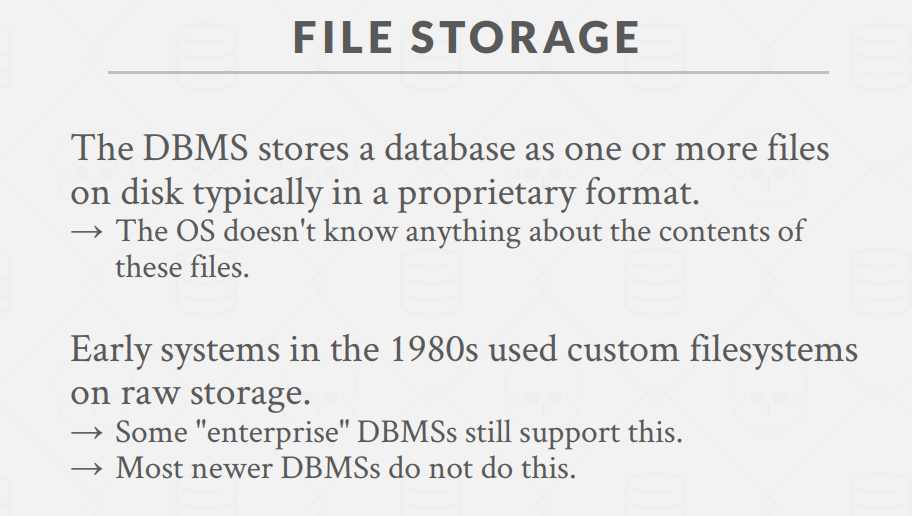 FILE STORAGE
The DBMS stores a database as one or more files
on disk typically in a proprietary format.
→ The OS doesn't know anything about the contents of
these files.
Early systems in the 1980s used custom filesystems
on raw storage.
→ Some "enterprise" DBMSs still support this.
→ Most newer DBMSs do not do this.